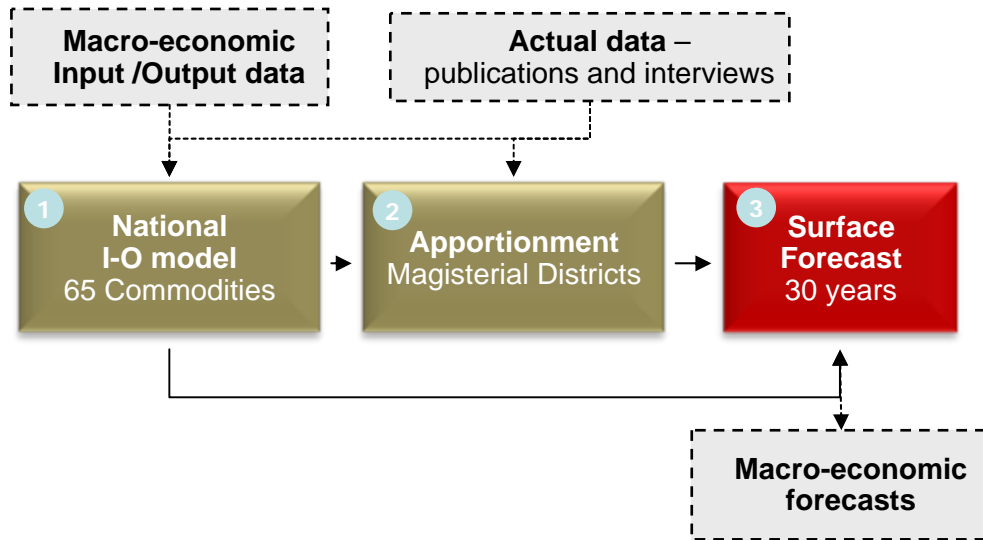 Macro-economic
Input /Output data
Actual data –
publications and interviews
1
National
I-O model
65 Commodities
2
Apportionment
Magisterial Districts
3
Surface
Forecast
30 years
Macro-economic
forecasts